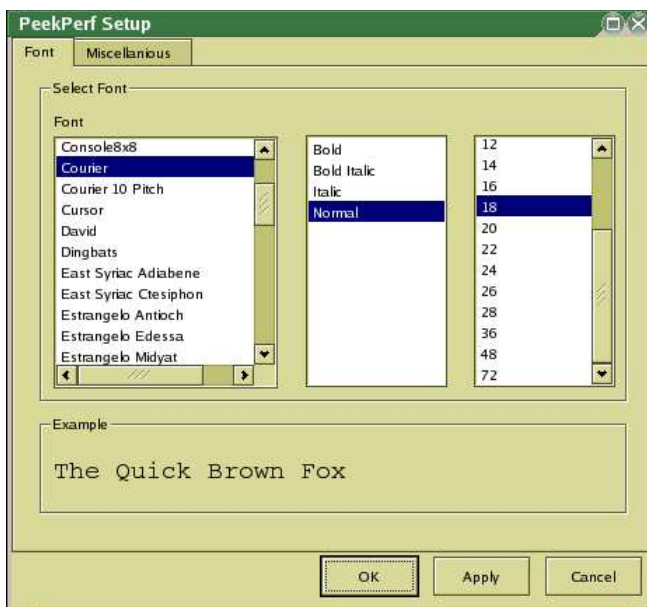 PeekPerf Setup
Font Miscellanious
Select Font
Font
Console8x8
Courier
Courier 10 Pitch
Cursor
David
Dingbats
East Syriac Adiabene
East Syriac Ctesiphon
Estrangelo Antioch
Estrangelo Edessa
Estrangelo Midyat
Bold
Bold Italic
Italic
Normal
12
14
16
18
20
22
24
26
28
36
48
72
Example
The Quick Brown Fox
OK Apply Cancel